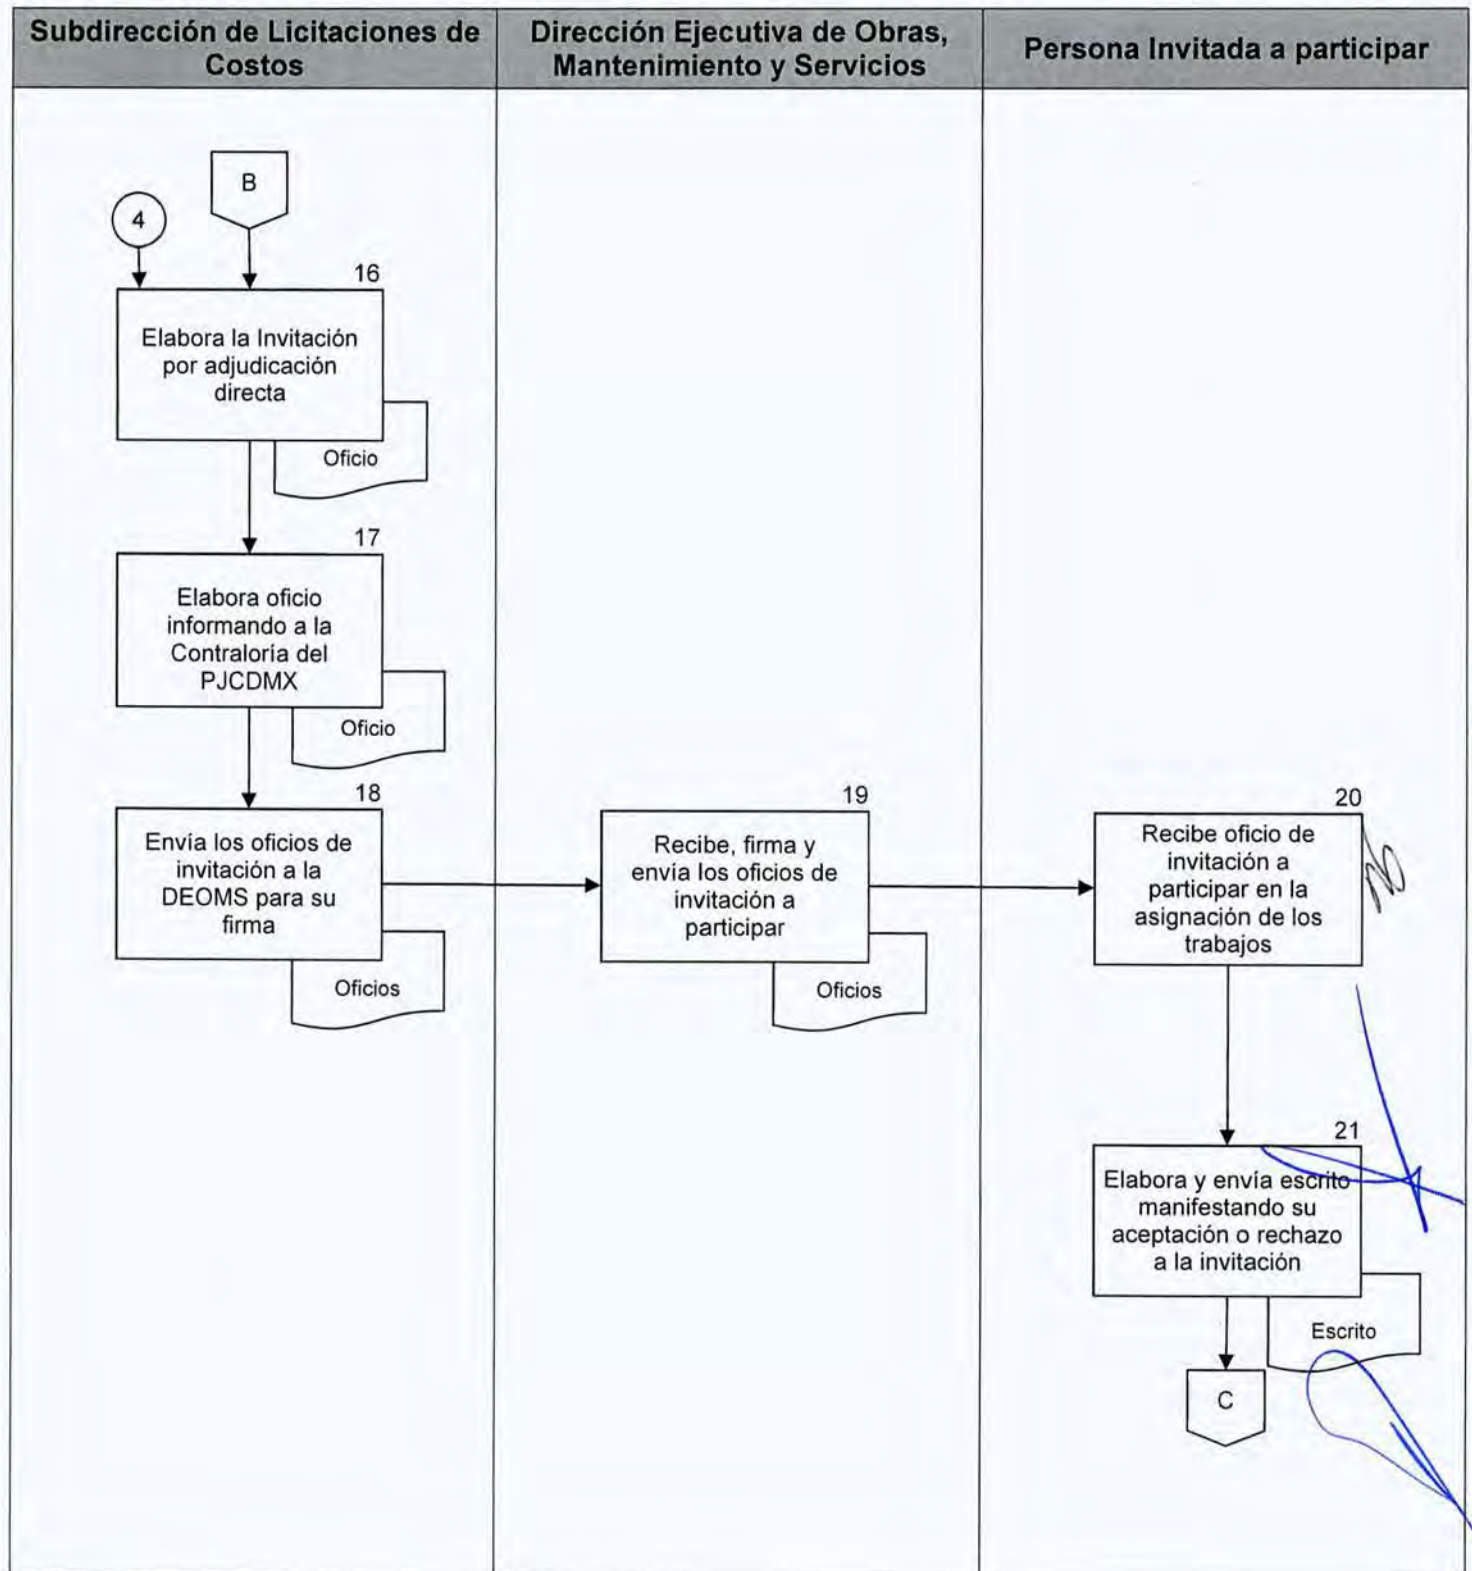 Subdirección de Licitaciones de
Costos
Dirección Ejecutiva de Obras,
Mantenimiento y Servicios
Persona Invitada a participar
B
4
16
Elabora la Invitación
por adjudicación
directa
Oficio
17
Elabora oficio
informando a la
Contraloría del
PJCDMX
Oficio
18
Envía los oficios de
invitación a la
DEOMS para su
firma
Oficios
19
Recibe, firma y
envía los oficios de
invitación a
participar
Oficios
20
Recibe oficio de
invitación a
participar en la
asignación de los
trabajos
21
Elabora y envía escrito
manifestando su
aceptación o rechazo
a la invitación
Escrito
C